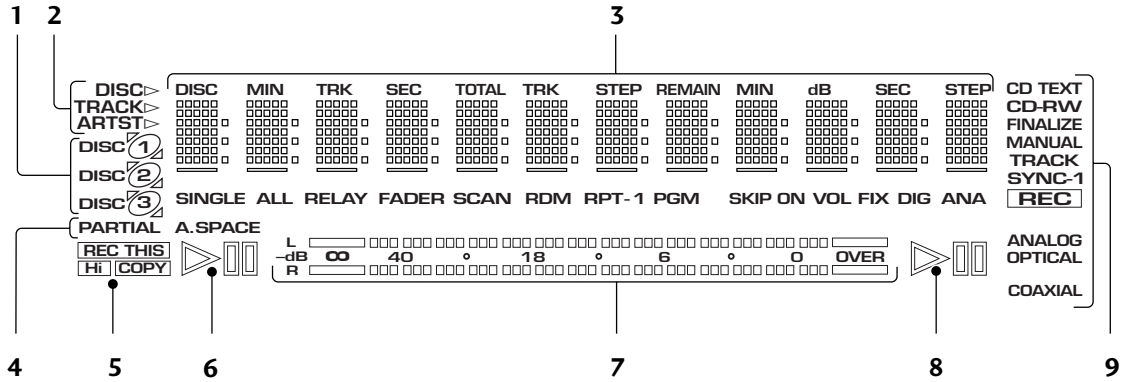 1 2 3
DISC▷ DISC MIN TRK SEC TOTAL TRK STEP REMAIN MIN dB SEC STEP CD TEXT
TRACK▷ CD-RW
ARTST▷ FINALIZE
DISC 1 MANUAL
DISC 2 TRACK
SYNC-1
DISC 3 SINGLE ALL RELAY FADER SCAN RDM RPT-1 PGM SKIP ON VOL FIX DIG ANA REC
PARTIAL A.SPACE
L ANALOG
REC THIS -dB ∞ 40 ° 18 ° 6 ° 0 OVER OPTICAL
Hi COPY R
COAXIAL
4 5 6 7 8 9